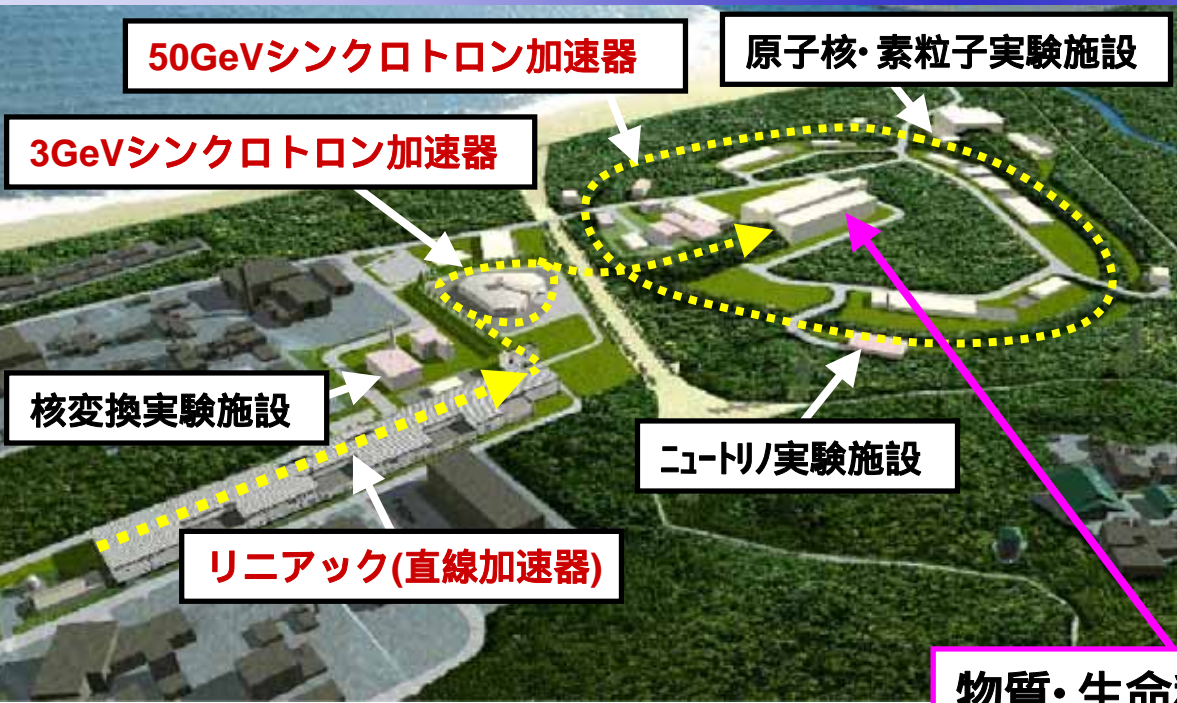 50GeVシンクロトロン加速器
原子核・素粒子実験施設
3GeVシンクロトロン加速器
核変換実験施設
ニュートリノ実験施設
リニアック(直線加速器)
物質・生命